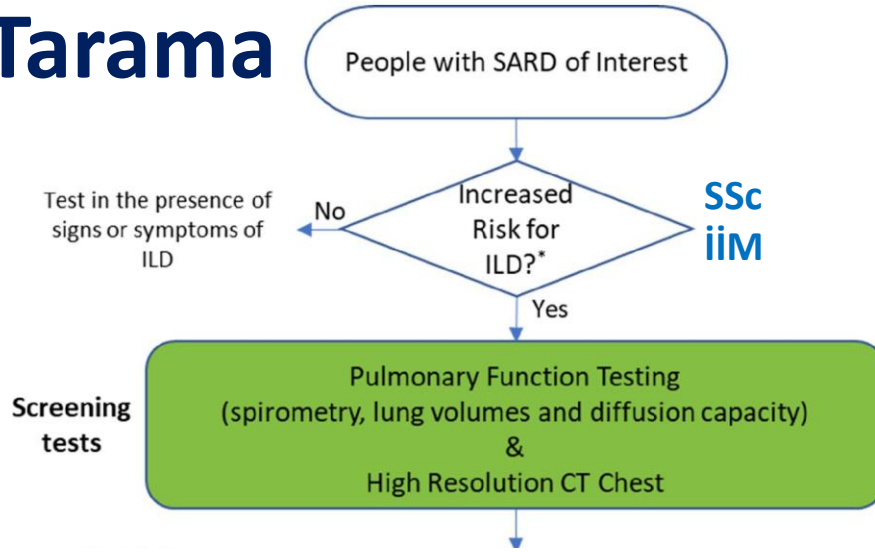 Tarama
People with SARD of Interest
Increased
Risk for
ILD?*
SSc
İİM
No
Test in the presence of
signs or symptoms of
ILD
Yes
Screening
tests
Pulmonary Function Testing
(spirometry, lung volumes and diffusion capacity)
&
High Resolution CT Chest